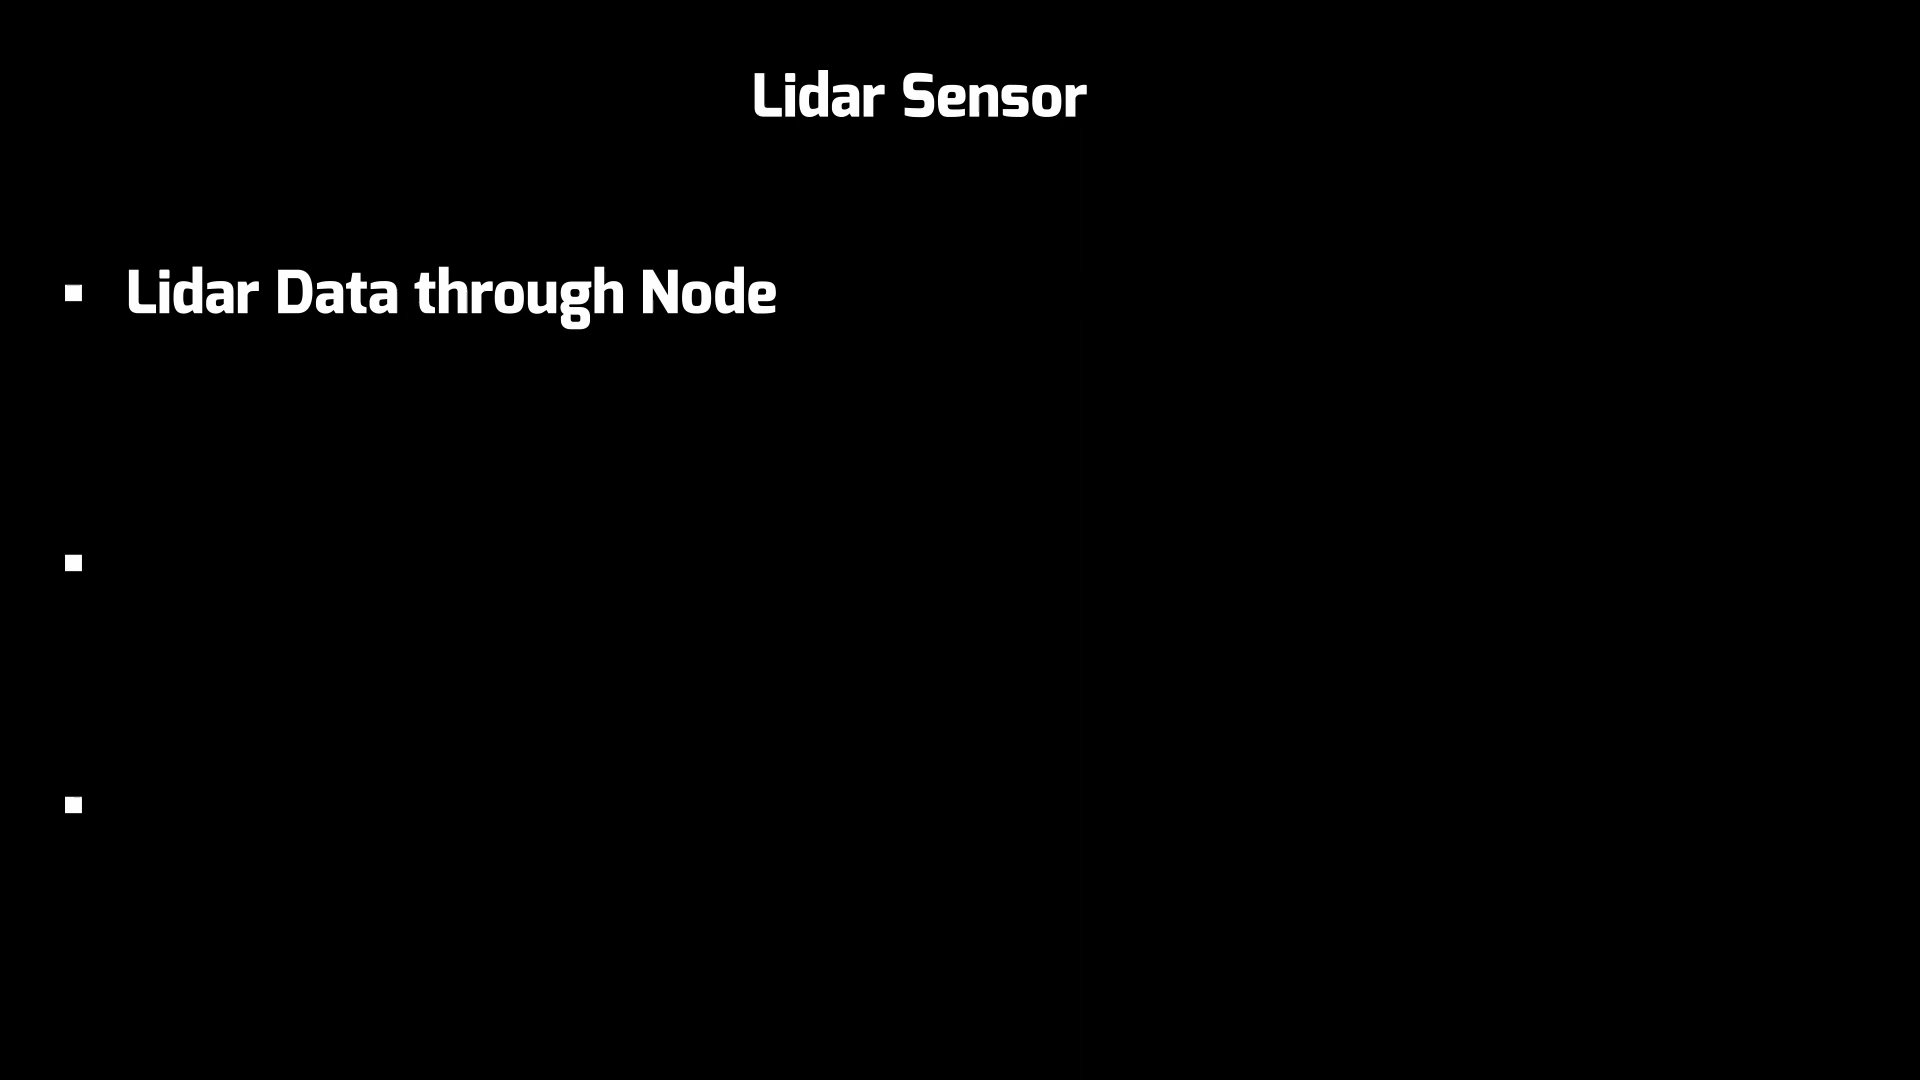 Lidar Sensor
▪ Lidar Data through Node
▪
▪